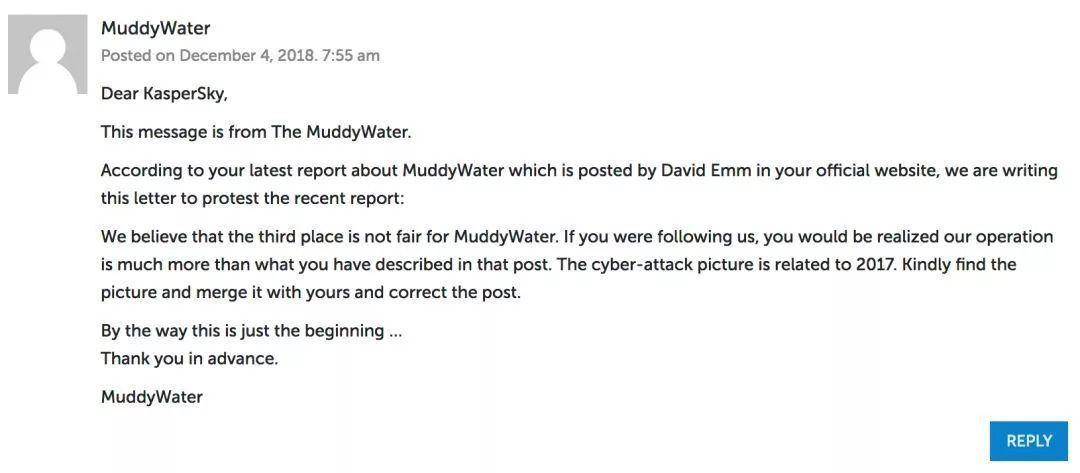 MuddyWater
Posted on December 4, 2018. 7:55 am
Dear KasperSky,
This message is from The MuddyWater.
According to your latest report about MuddyWater which is posted by David Emm in your official website, we are writing
this letter to protest the recent report:
We believe that the third place is not fair for MuddyWater. If you were following us, you would be realized our operation
is much more than what you have described in that post. The cyber-attack picture is related to 2017. Kindly find the
picture and merge it with yours and correct the post.
By the way this is just the beginning ...
Thank you in advance.
MuddyWater
REPLY